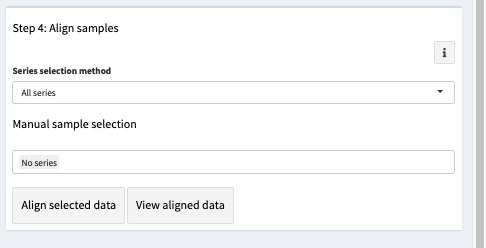 Step 4: Align samples
i
Series selection method
All series
Manual sample selection
No series
Align selected data
View aligned data